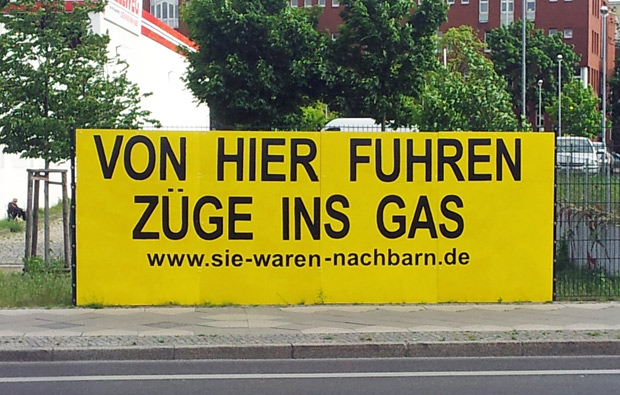 VON HIER FUHREN
ZÜGE INS GAS
www.sie-waren-nachbarn.de